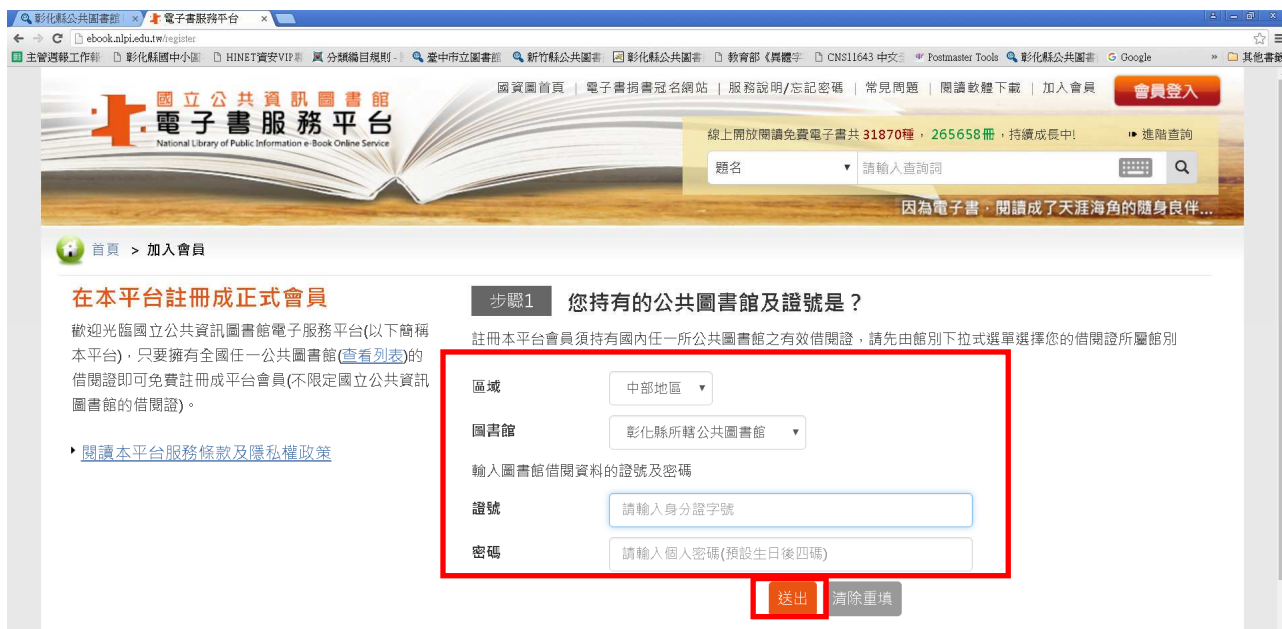 彰化縣公共圖書館
電子書服務平台
ebook.nlpi.edu.tw/register
主管週報工作輔 彰化縣國中小圖 HINET資安VIP專 分類編目規則 - 臺中市立圖書館 新竹縣公共圖書 彰化縣公共圖書 教育部《異體字 CNS11643 中文 Postmaster Tools 彰化縣公共圖書 Google » 其他書籤
國資圖首頁 | 電子書捐書冠名網站 | 服務說明/忘記密碼 | 常見問題 | 閱讀軟體下載 | 加入會員 會員登入
國立公共資訊圖書館
電子書服務平台
National Library of Public Information e-Book Online Service
線上開放閱讀免費電子書共 31870種, 265658冊,持續成長中! 進階查詢
題名 請輸入查詢詞
因為電子書‧閱讀成了天涯海角的隨身良伴...
首頁 > 加入會員
在本平台註冊成正式會員
歡迎光臨國立公共資訊圖書館電子服務平台(以下簡稱
本平台),只要擁有全國任一公共圖書館(查看列表)的
借閱證即可免費註冊成平台會員(不限定國立公共資訊
圖書館的借閱證)。
閱讀本平台服務條款及隱私權政策
步驟1 您持有的公共圖書館及證號是?
註冊本平台會員須持有國內任一所公共圖書館之有效借閱證,請先由館別下拉式選單選擇您的借閱證所屬館別
區域 中部地區
圖書館 彰化縣所轄公共圖書館
輸入圖書館借閱資料的證號及密碼
證號 請輸入身分證字號
密碼 請輸入個人密碼(預設生日後四碼)
送出 清除重填